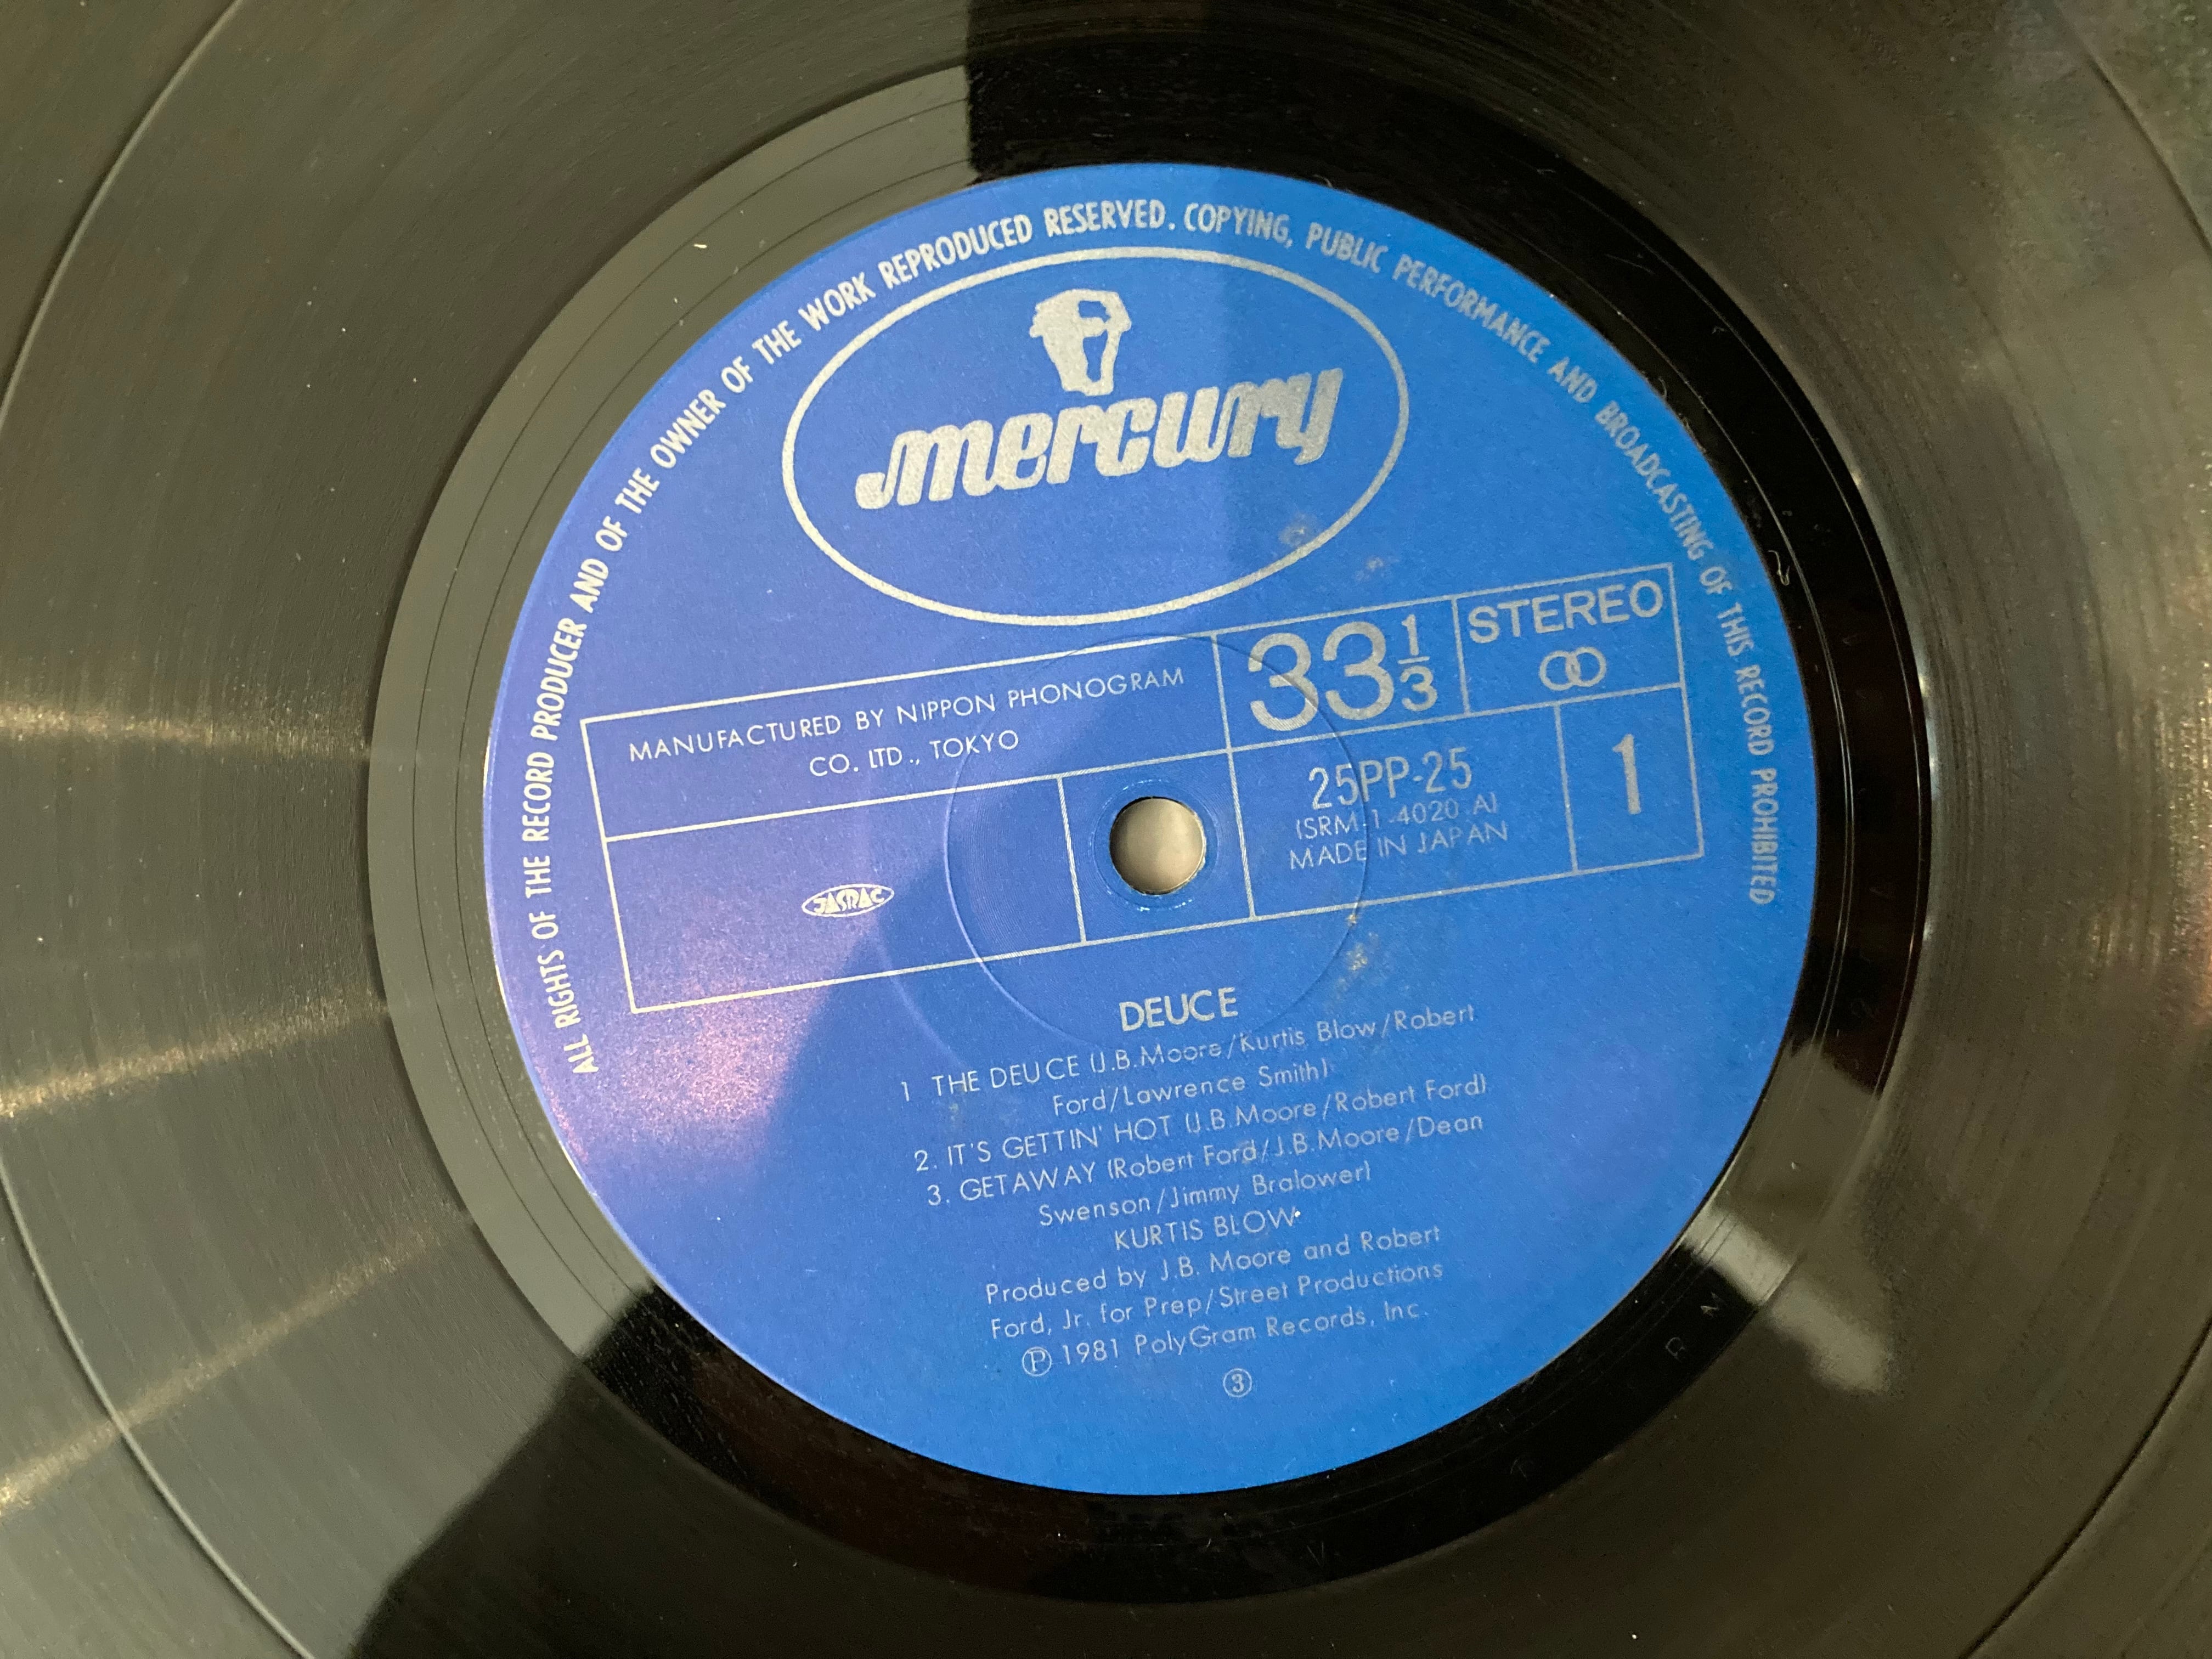 ALL RIGHTS OF THE RECORD PRODUCER AND OF THE OWNER OF THE WORK REPRODUCED RESERVED. COPYING, PUBLIC PERFORMANCE AND BROADCASTING OF THIS RECORD PROHIBITED
mercury
MANUFACTURED BY NIPPON PHONOGRAM
CO. LTD., TOKYO
33 1/3
STEREO
JASRAC
25PP-25
(SRM-1-4020 A)
MADE IN JAPAN
1
DEUCE
1 THE DEUCE (J.B.Moore/Kurtis Blow/Robert
Ford/Lawrence Smith)
2. IT'S GETTIN' HOT (J.B.Moore/Robert Ford)
3. GETAWAY (Robert Ford/J.B.Moore/Dean
Swenson/Jimmy Bralower)
KURTIS BLOW
Produced by J.B. Moore and Robert
Ford, Jr. for Prep/Street Productions
Ⓟ 1981 PolyGram Records, Inc.
③